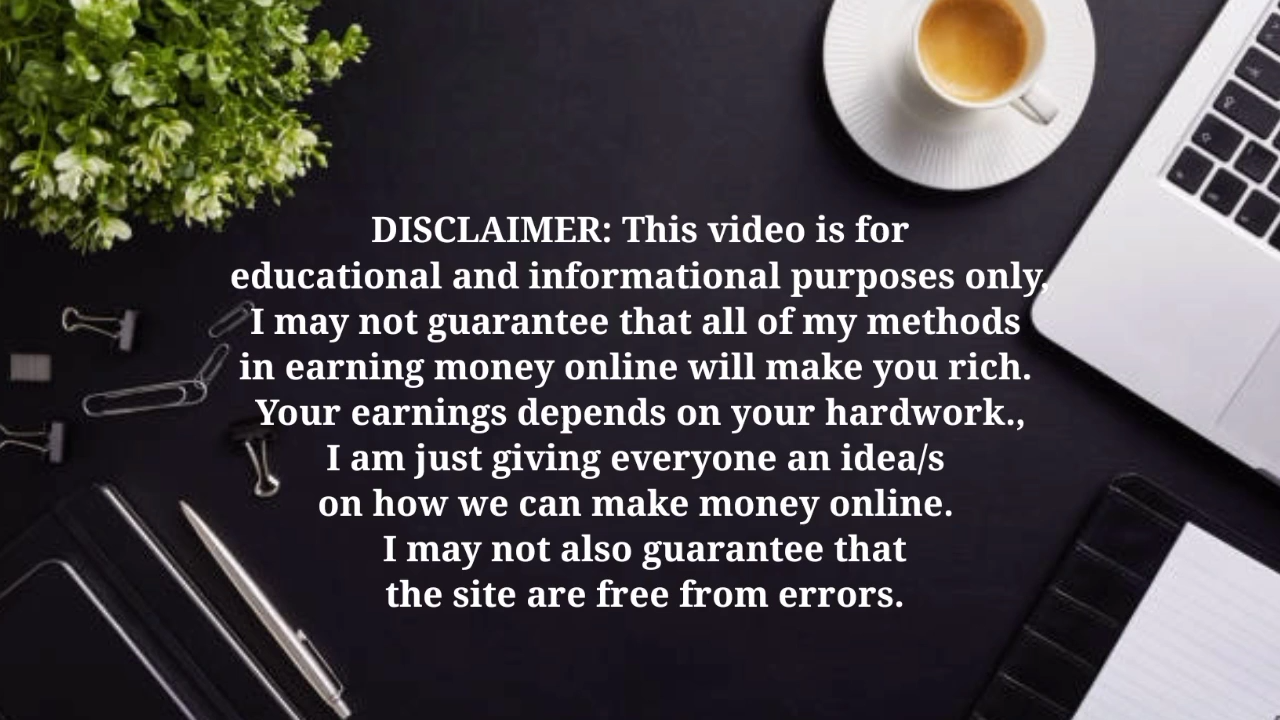 DISCLAIMER: This video is for
educational and informational purposes only,
I may not guarantee that all of my methods
in earning money online will make you rich.
Your earnings depends on your hardwork.,
I am just giving everyone an idea/s
on how we can make money online.
I may not also guarantee that
the site are free from errors.